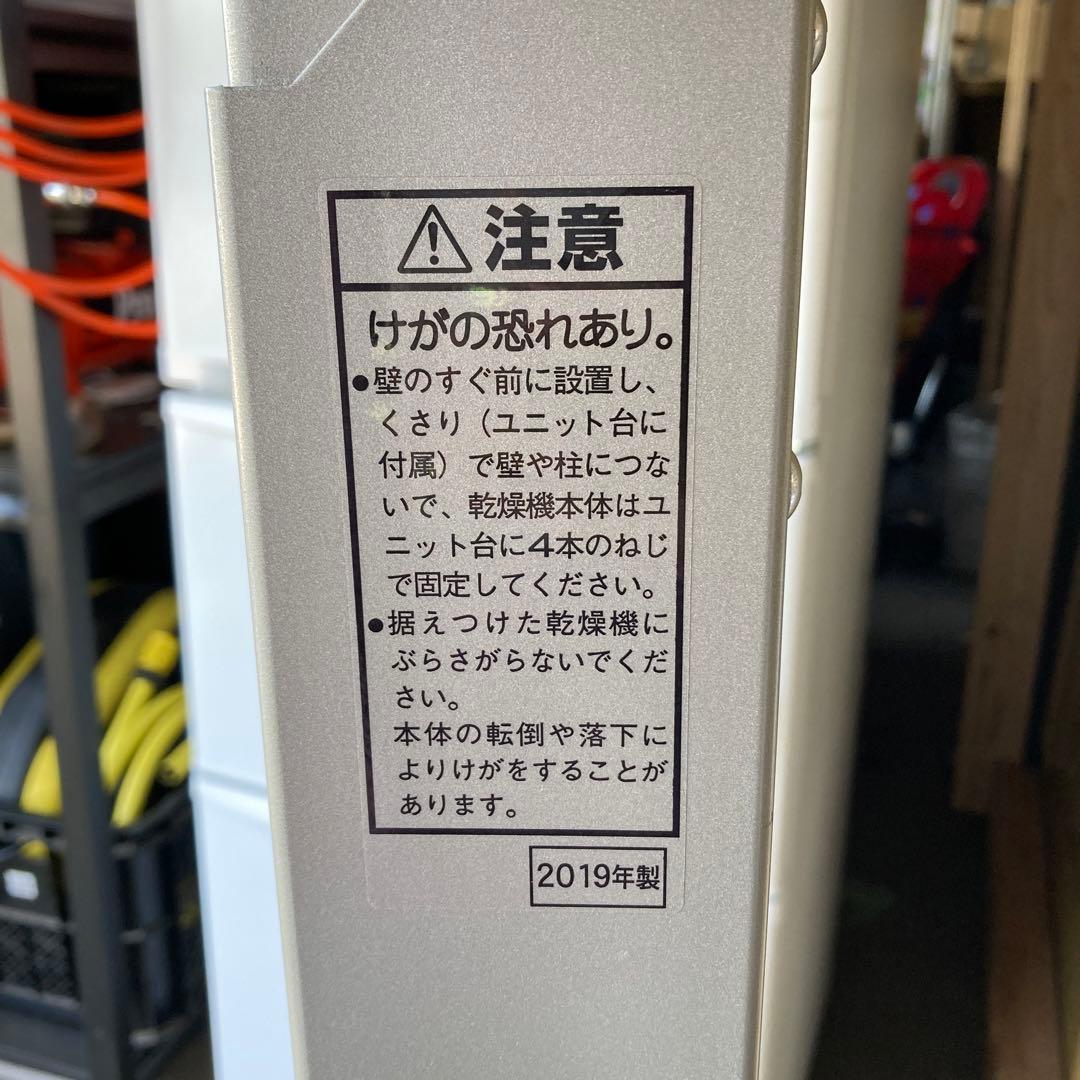 注意
けがの恐れあり。
●壁のすぐ前に設置し、
くさり（ユニット台に
付属）で壁や柱につな
いで、乾燥機本体はユ
ニット台に4本のねじ
で固定してください。
●据えつけた乾燥機に
ぶらさがらないでくだ
さい。
本体の転倒や落下に
よりけがをすることが
あります。
2019年製